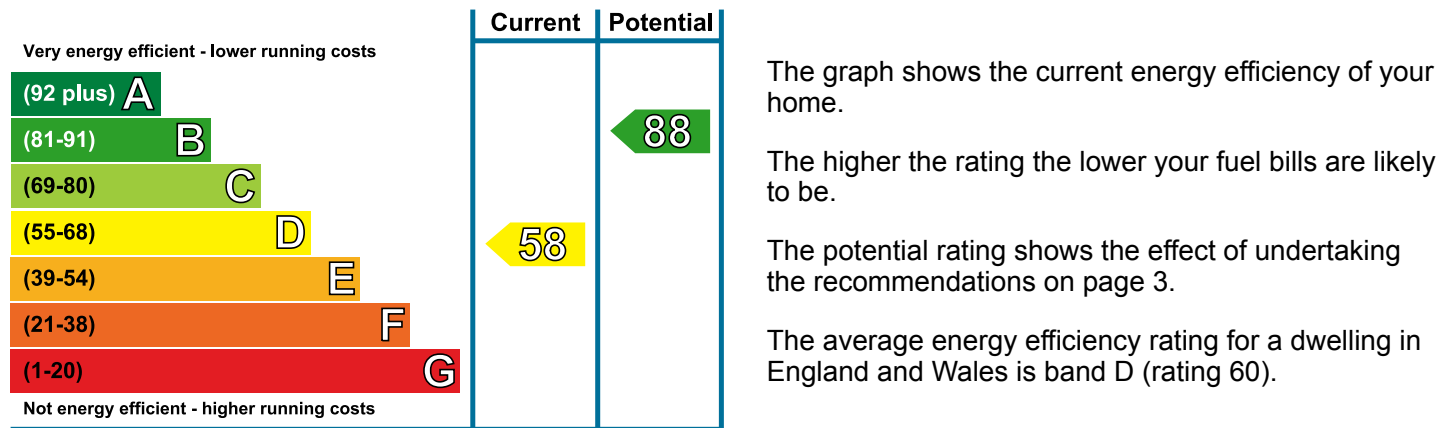 Current Potential
Very energy efficient - lower running costs
(92 plus) A
(81-91) B
88
(69-80) C
(55-68) D
58
(39-54) E
(21-38) F
(1-20) G
Not energy efficient - higher running costs
The graph shows the current energy efficiency of your
home.
The higher the rating the lower your fuel bills are likely
to be.
The potential rating shows the effect of undertaking
the recommendations on page 3.
The average energy efficiency rating for a dwelling in
England and Wales is band D (rating 60).